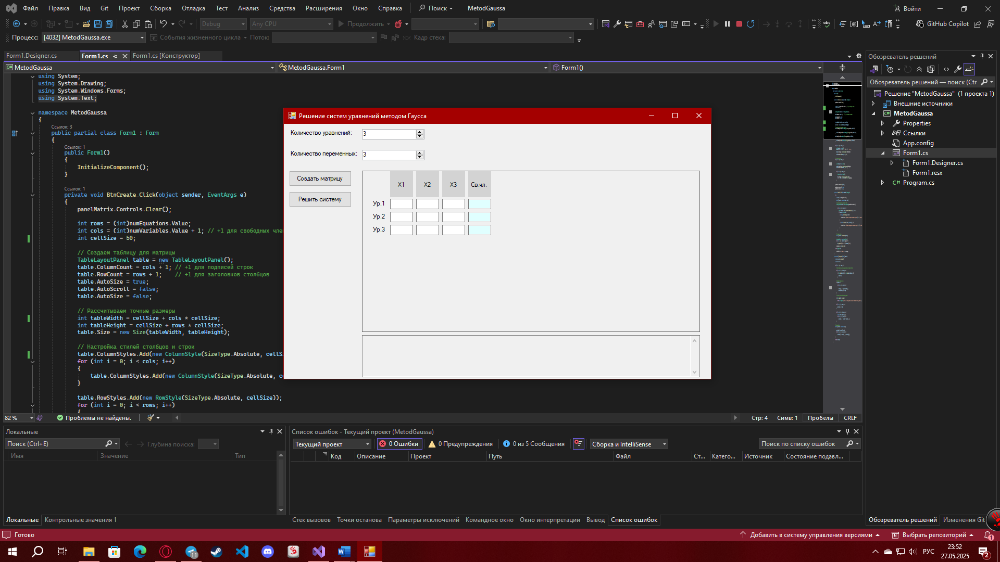 Файл Правка Вид Git Проект Сборка Отладка Тест Анализ Средства Расширения Окно Справка Поиск MetodGaussa Войти
Debug Any CPU Продолжить GitHub Copilot
Процесс: [4032] MetodGaussa.exe События жизненного цикла Поток: Кадр стека:
Form1.Designer.cs Form1.cs Form1.cs [Конструктор]
MetodGaussa MetodGaussa.Form1 Form1()
using System;
using System.Drawing;
using System.Windows.Forms;
using System.Text;
namespace MetodGaussa
{
Ссылок: 3
public partial class Form1 : Form
{
Ссылок: 1
public Form1()
{
InitializeComponent();
}
Ссылок: 1
private void BtnCreate_Click(object sender, EventArgs e)
{
panelMatrix.Controls.Clear();
int rows = (int)numEquations.Value;
int cols = (int)numVariables.Value + 1; // +1 для свободных член
int cellSize = 50;
// Создаем таблицу для матрицы
TableLayoutPanel table = new TableLayoutPanel();
table.ColumnCount = cols + 1; // +1 для подписей строк
table.RowCount = rows + 1; // +1 для заголовков столбцов
table.AutoSize = true;
table.AutoScroll = false;
table.AutoSize = false;
// Рассчитываем точные размеры
int tableWidth = cellSize + cols * cellSize;
int tableHeight = cellSize + rows * cellSize;
table.Size = new Size(tableWidth, tableHeight);
// Настройка стилей столбцов и строк
table.ColumnStyles.Add(new ColumnStyle(SizeType.Absolute, cellS
for (int i = 0; i < cols; i++)
{
table.ColumnStyles.Add(new ColumnStyle(SizeType.Absolute, ce
}
table.RowStyles.Add(new RowStyle(SizeType.Absolute, cellSize));
for (int i = 0; i < rows; i++)
{
Решение систем уравнений методом Гаусса
Количество уравнений: 3
Количество переменных: 3
Создать матрицу
Решить систему
X1 X2 X3 Св.чл.
Ур.1
Ур.2
Ур.3
82 % Проблемы не найдены. Стр: 4 Симв: 1 Пробелы CRLF
Обозреватель решений
Обозреватель решений — поиск (Ctr
Решение "MetodGaussa" (1 проекта 1)
Внешние источники
MetodGaussa
Properties
Ссылки
App.config
Form1.cs
Form1.Designer.cs
Form1.resx
Program.cs
Локальные
Поиск (Ctrl+E) Глубина поиска:
Имя Значение Тип
Локальные Контрольные значения 1
Список ошибок - Текущий проект (MetodGaussa)
Текущий проект 0 Ошибки 0 Предупреждения 0 из 5 Сообщения Сборка и IntelliSense Поиск по списку ошибок
Код Описание Проект Путь Файл Ст... Катего... Источник Состояние подавл...
Стек вызовов Точки останова Параметры исключений Командное окно Окно интерпретации Вывод Список ошибок
Обозреватель решений Изменения Git
Готово Добавить в систему управления версиями Выбрать репозиторий 1
11 РУС 23:52
27.05.2025 2